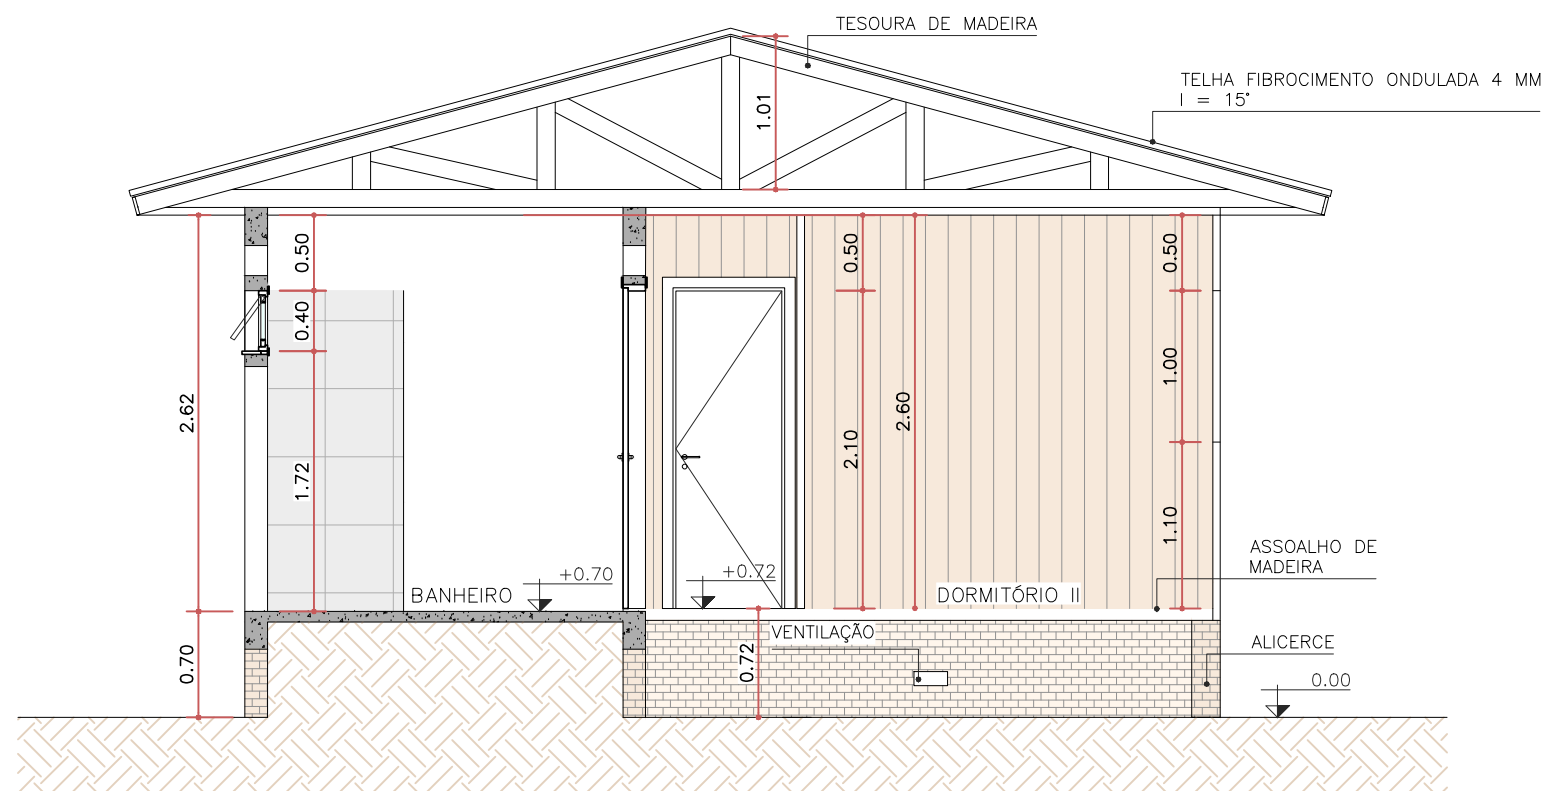 TESOURA DE MADEIRA
TELHA FIBROCIMENTO ONDULADA 4 MM
I = 15°
1.01
0.50
0.50
0.50
0.40
1.00
2.62
2.60
2.10
1.72
1.10
ASSOALHO DE
MADEIRA
+0.70
+0.72
BANHEIRO
DORMITÓRIO II
VENTILAÇÃO
ALICERCE
0.70
0.72
0.00